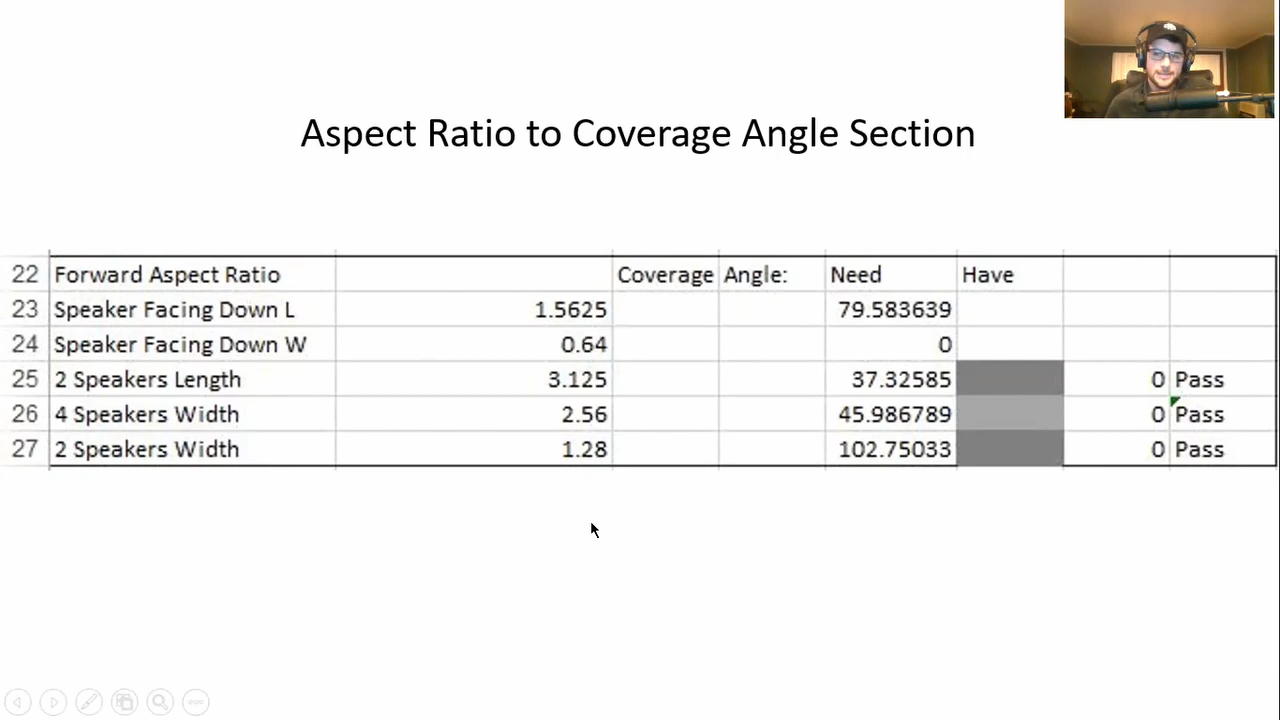 Aspect Ratio to Coverage Angle Section
22 Forward Aspect Ratio Coverage Angle: Need Have
23 Speaker Facing Down L 1.5625 79.583639
24 Speaker Facing Down W 0.64 0
25 2 Speakers Length 3.125 37.32585 0 Pass
26 4 Speakers Width 2.56 45.986789 0 Pass
27 2 Speakers Width 1.28 102.75033 0 Pass